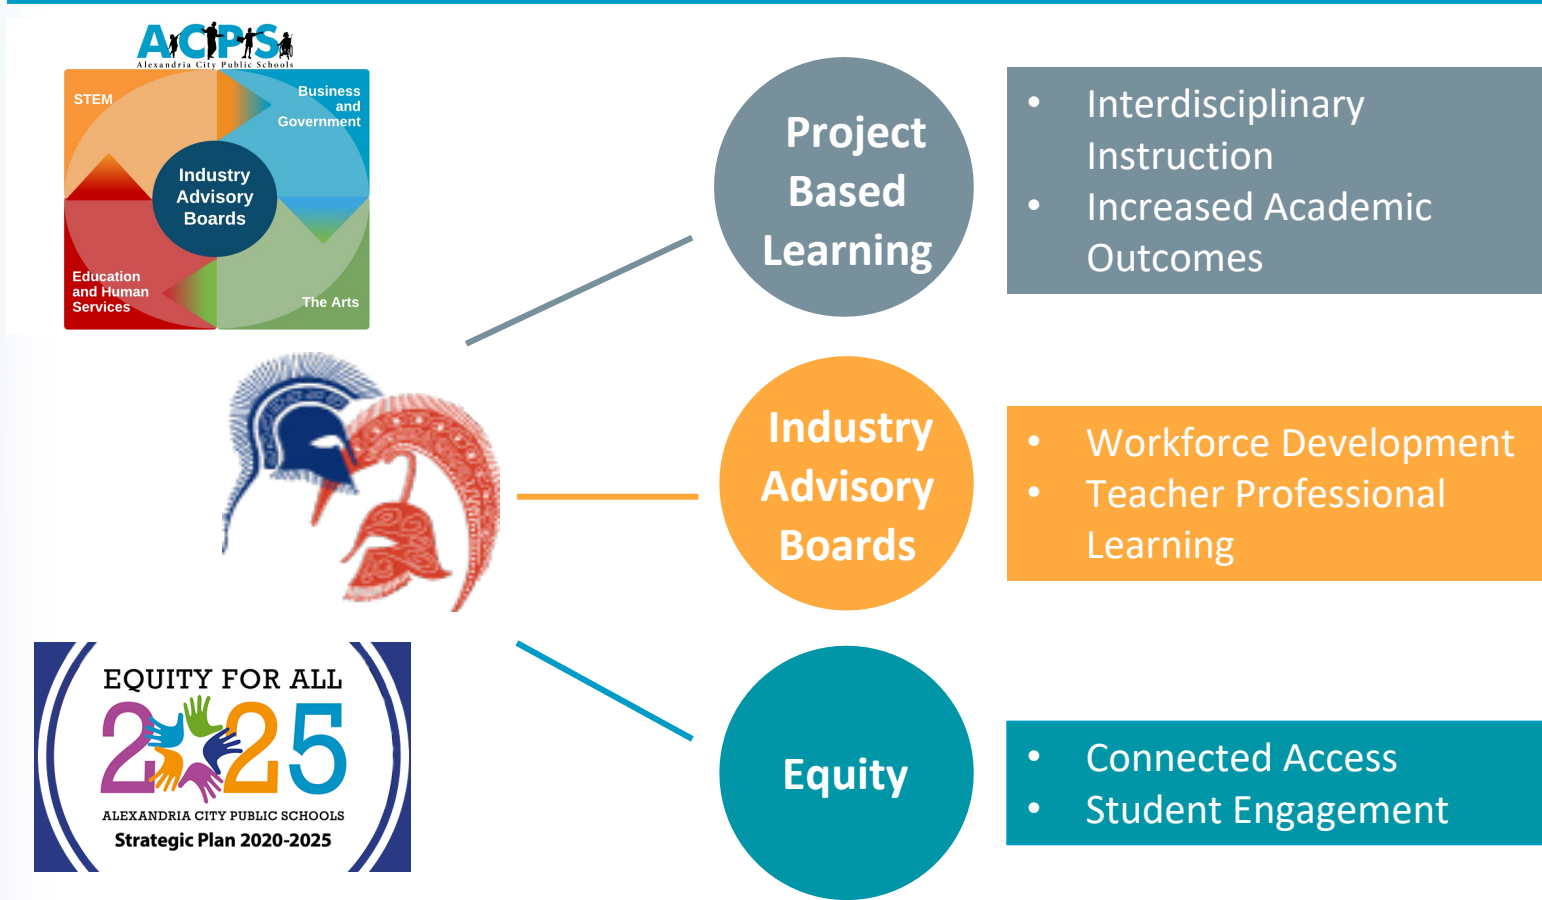 ACPS
Alexandria City Public Schools
STEM
Business
and
Government
Industry
Advisory
Boards
Education
and Human
Services
The Arts
EQUITY FOR ALL
2025
ALEXANDRIA CITY PUBLIC SCHOOLS
Strategic Plan 2020-2025
Project
Based
Learning
• Interdisciplinary
Instruction
• Increased Academic
Outcomes
Industry
Advisory
Boards
• Workforce Development
• Teacher Professional
Learning
Equity
• Connected Access
• Student Engagement